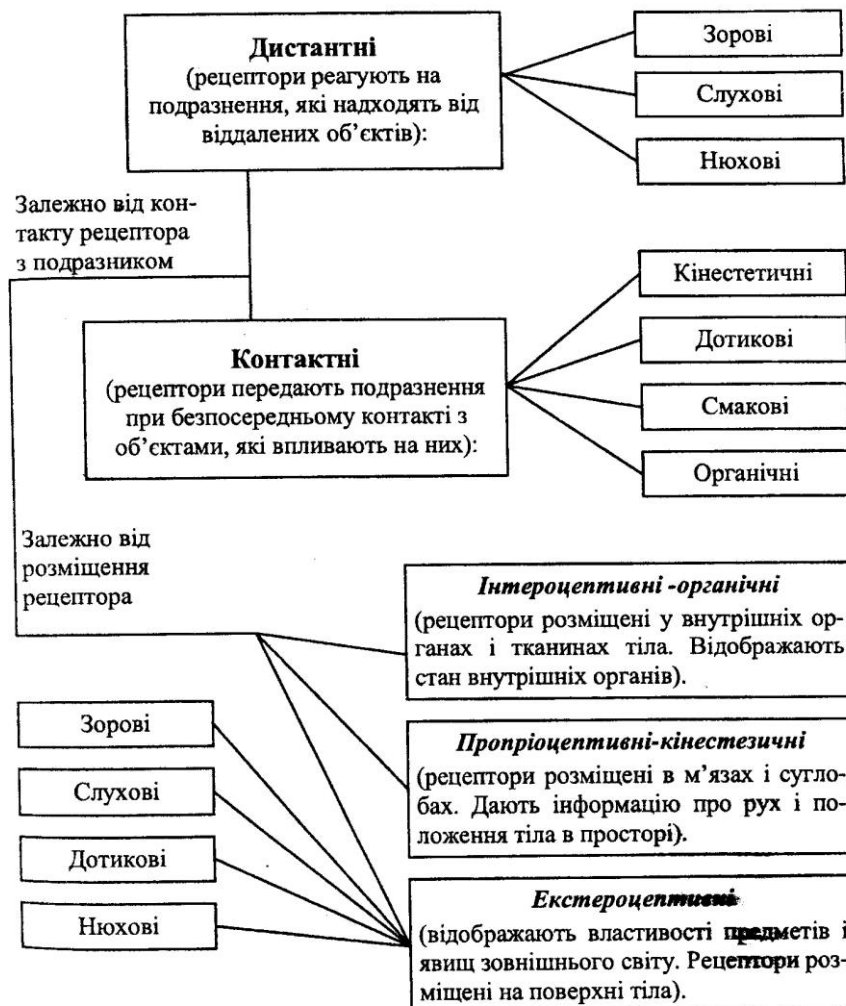 Дистантні
(рецептори реагують на
подразнення, які надходять від
віддалених об’єктів):
Зорові
Слухові
Нюхові
Залежно від кон-
такту рецептора
з подразником
Контактні
(рецептори передають подразнення
при безпосередньому контакті з
об’єктами, які впливають на них):
Кінестетичні
Дотикові
Смакові
Органічні
Залежно від
розміщення
рецептора
Інтероцептивні -органічні
(рецептори розміщені у внутрішніх ор-
ганах і тканинах тіла. Відображають
стан внутрішніх органів).
Пропріоцептивні-кінестезичні
(рецептори розміщені в м’язах і сугло-
бах. Дають інформацію про рух і по-
ложення тіла в просторі).
Екстероцептивні
(відображають властивості предметів і
явищ зовнішнього світу. Рецептори роз-
міщені на поверхні тіла).
Зорові
Слухові
Дотикові
Нюхові